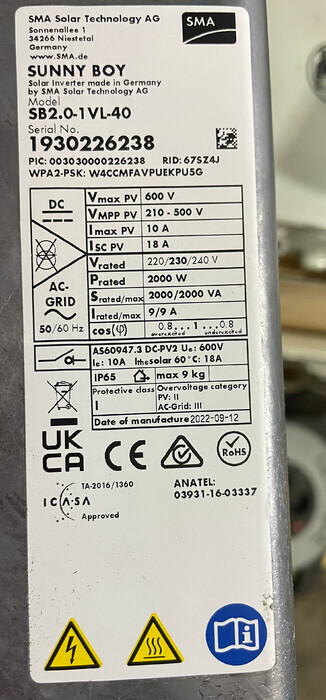 SMA Solar Technology AG
Sonnenallee 1
34266 Niestetal
Germany
www.SMA.de
SMA
SUNNY BOY
Solar Inverter made in Germany
by SMA Solar Technology AG
Model
SB2.0-1VL-40
Serial No.
1930226238
PIC: 003030000226238 RID: 67SZ4J
WPA2-PSK: W4CCMFAVPUEKPU5G
DC
Vmax PV 600 V
VMPP PV 210 - 500 V
Imax PV 10 A
ISC PV 18 A
AC-
GRID
50/60 Hz
Vrated 220/230/240 V
Prated 2000 W
Srated/max 2000/2000 VA
Irated/max 9/9 A
cos(φ) 0.8...1...0.8
overexcited underexcited
AS60947.3 DC-PV2 Ue: 600V
Ie: 10A Ithe solar 60°C: 18A
IP65 max 9 kg
Protective class Overvoltage category
I PV: II
AC-Grid: III
Date of manufacture 2022-09-12
UK
CA
CE
RoHS
TA-2016/1360
ICASA
Approved
ANATEL:
03931-16-03337